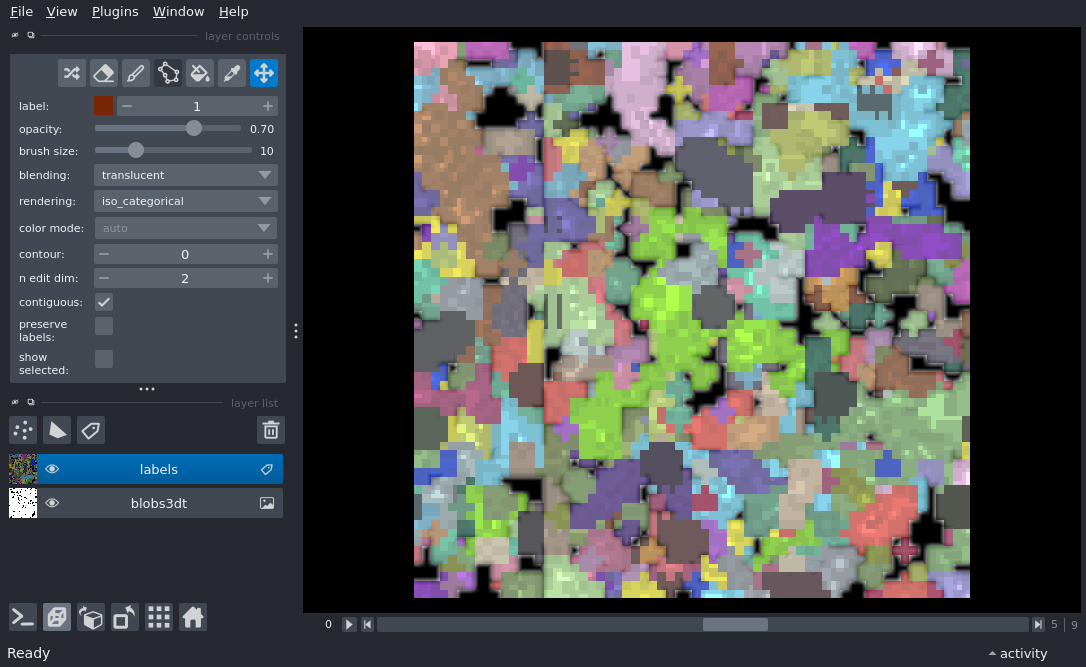 File View Plugins Window Help
layer controls
label: 1
opacity: 0.70
brush size: 10
blending: translucent
rendering: iso_categorical
color mode: auto
contour: 0
n edit dim: 2
contiguous:
preserve
labels:
show
selected:
layer list
labels
blobs3dt
0 5 | 9
Ready activity